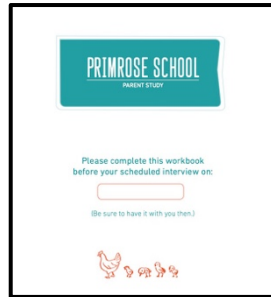 PRIMROSE SCHOOL
PARENT STUDY
Please complete this workbook
before your scheduled interview on:
(Be sure to have it with you then.)